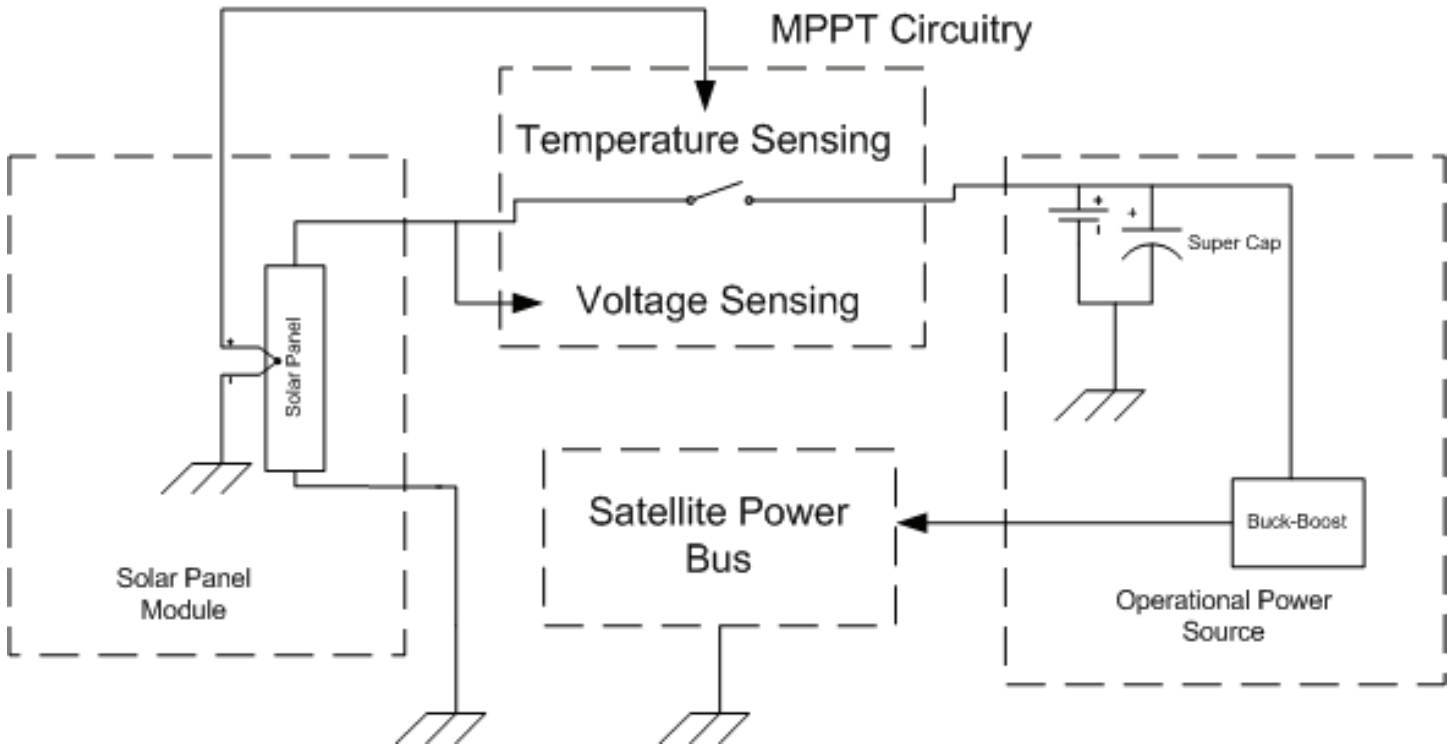 MPPT Circuitry
Temperature Sensing
Voltage Sensing
+
-
Solar Panel
Solar Panel
Module
+
-
+
Super Cap
Buck-Boost
Operational Power
Source
Satellite Power
Bus